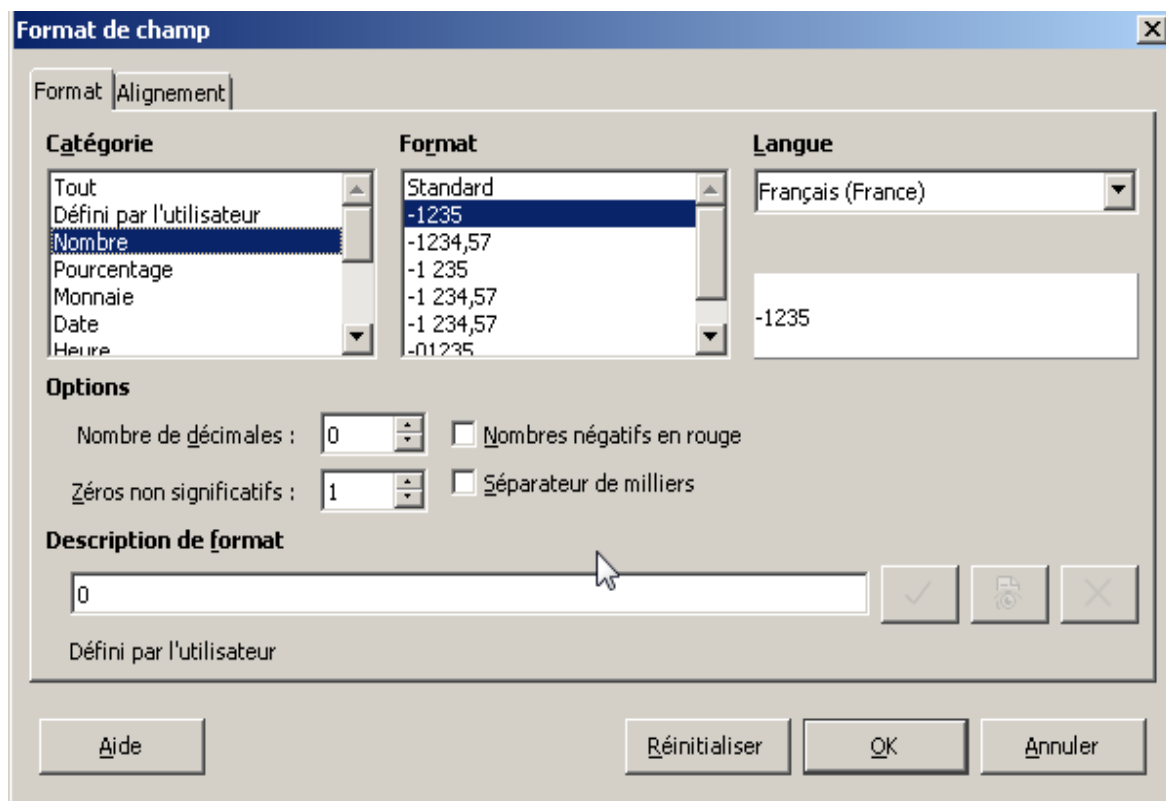 Format de champ
Format Alignement
Catégorie Format Langue
Tout Standard Français (France)
Défini par l'utilisateur -1235
Nombre -1234,57
Pourcentage -1 235
Monnaie -1 234,57 -1235
Date -1 234,57
Heure -01235
Options
Nombre de décimales : 0 Nombres négatifs en rouge
Zéros non significatifs : 1 Séparateur de milliers
Description de format
0
Défini par l'utilisateur
Aide Réinitialiser OK Annuler